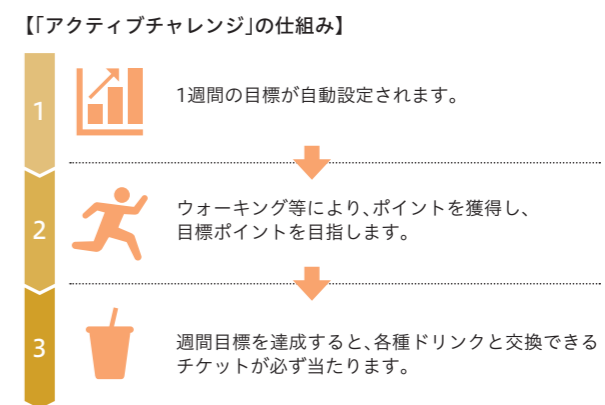 【「アクティブチャレンジ」の仕組み】
1
1週間の目標が自動設定されます。
2
ウォーキング等により、ポイントを獲得し、
目標ポイントを目指します。
3
週間目標を達成すると、各種ドリンクと交換できる
チケットが必ず当たります。